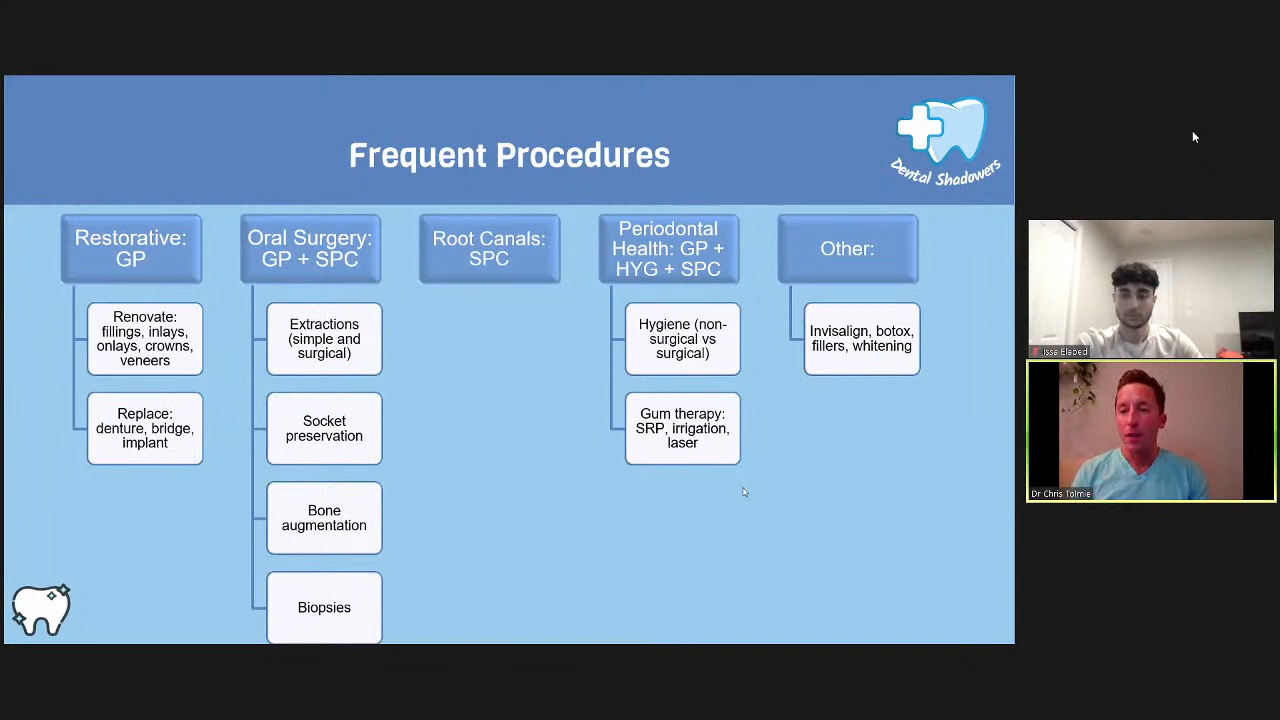 Frequent Procedures
Dental Shadowers
Restorative:
GP
Renovate:
fillings, inlays,
onlays, crowns,
veneers
Replace:
denture, bridge,
implant
Oral Surgery:
GP + SPC
Extractions
(simple and
surgical)
Socket
preservation
Bone
augmentation
Biopsies
Root Canals:
SPC
Periodontal
Health: GP +
HYG + SPC
Hygiene (non-
surgical vs
surgical)
Gum therapy:
SRP, irrigation,
laser
Other:
Invisalign, botox,
fillers, whitening
Issa Elabed
Dr Chris Tolmie